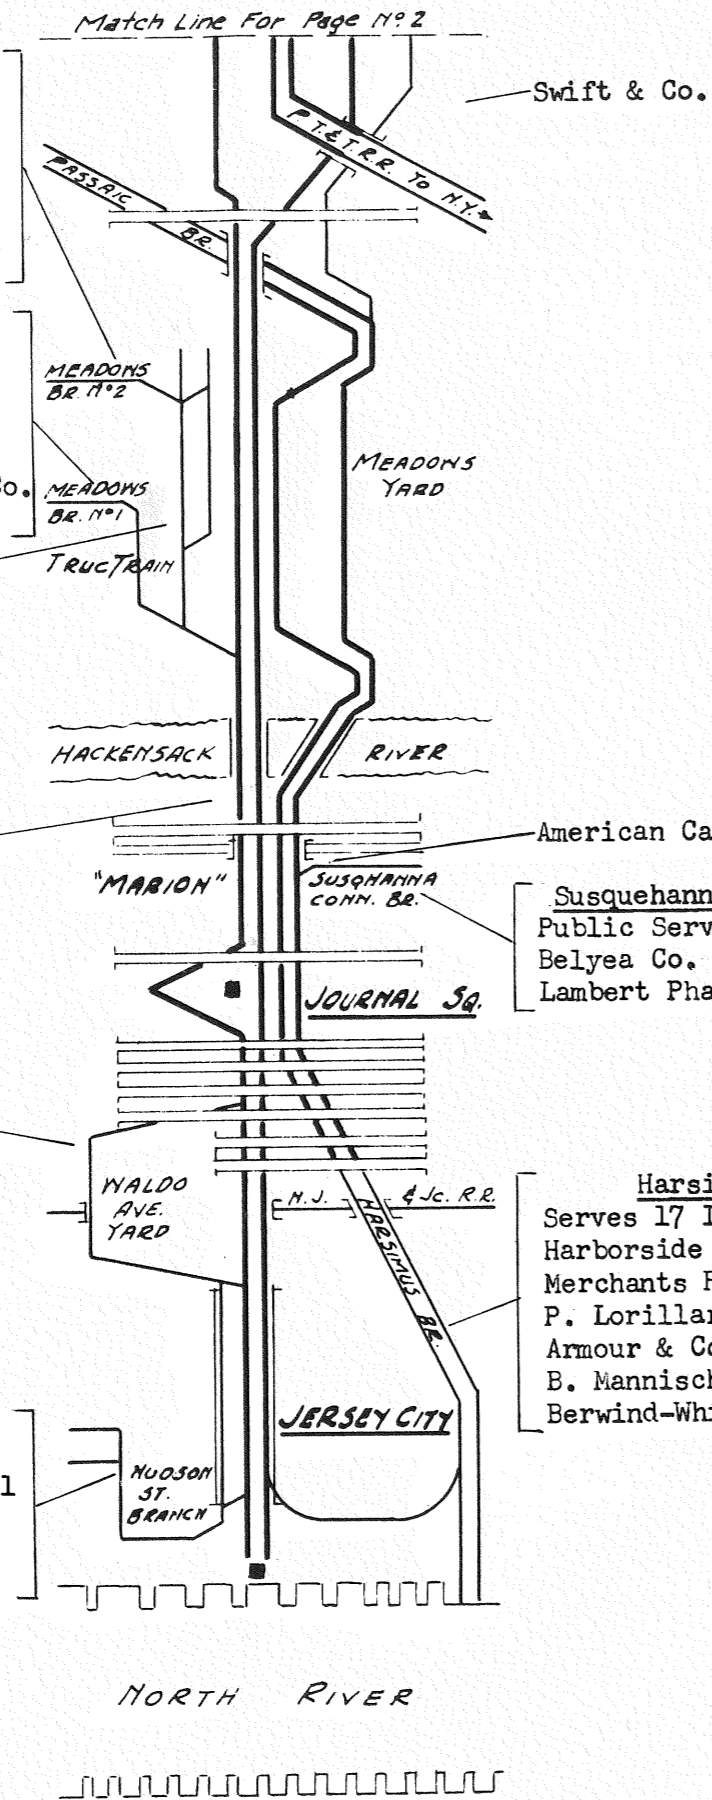 Match Line For Page Nº 2
Swift & Co.
P.T. & T.R.R. TO N.Y.
PASSAIC
BR.
MEADOWS
BR. Nº 2
MEADOWS
YARD
Co.
MEADOWS
BR. Nº 1
TRUCTRAIN
HACKENSACK RIVER
American Ca
"MARION"
SUSQHANNA
CONN. BR.
Susquehann
Public Serv
Belyea Co.
Lambert Pha
JOURNAL SQ.
WALDO
AVE.
YARD
N.J. & JC. R.R.
HARSIMUS BR.
Harsi
Serves 17 I
Harborside
Merchants R
P. Lorillar
Armour & Co
B. Mannisch
Berwind-Whi
JERSEY CITY
l
HUDSON
ST.
BRANCH
NORTH RIVER